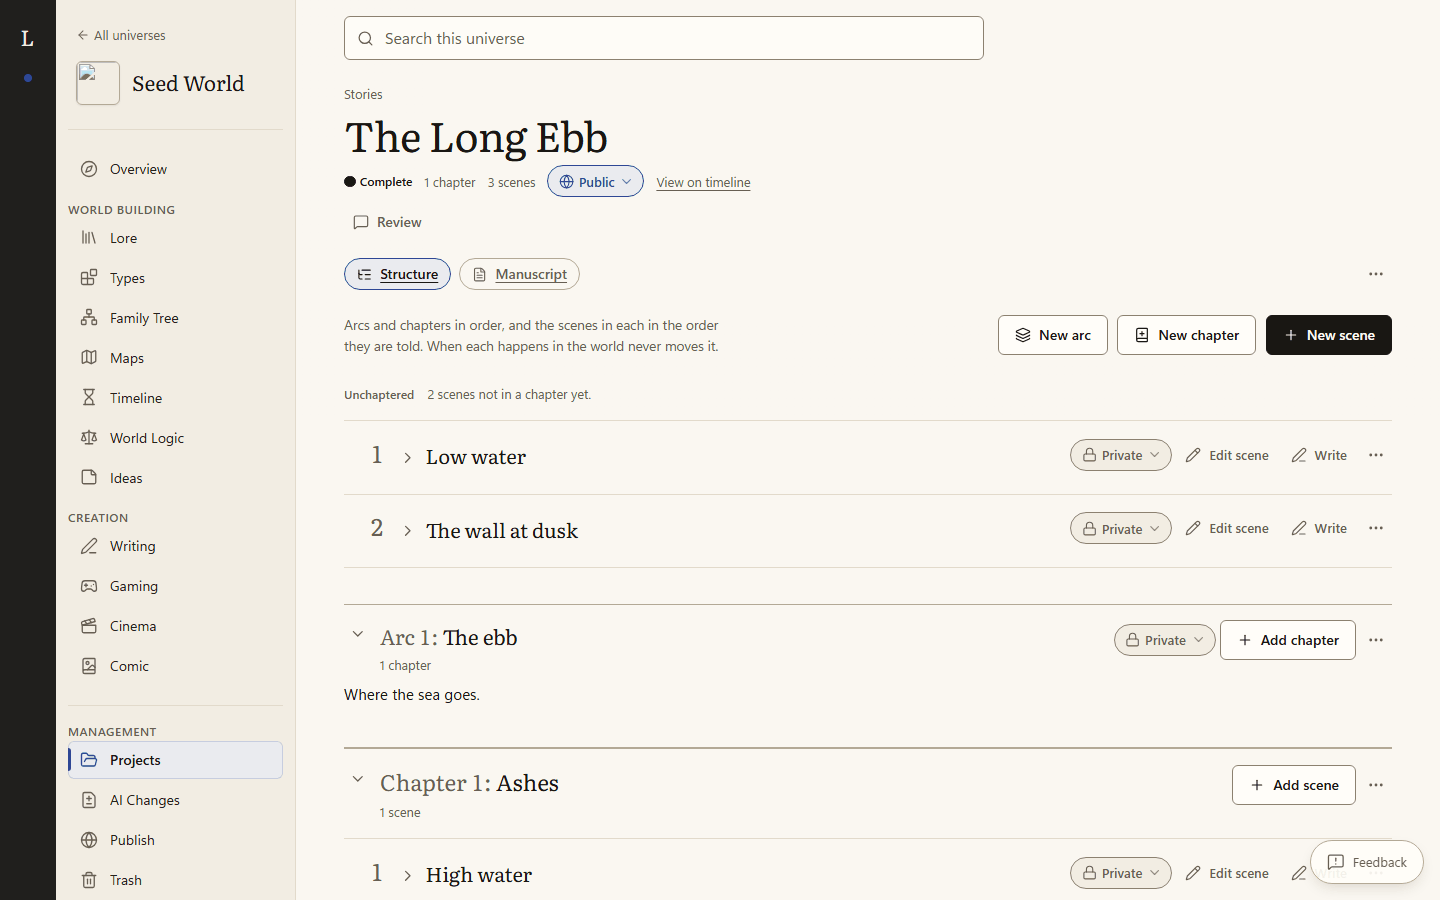 L
All universes
Seed World
Overview
WORLD BUILDING
Lore
Types
Family Tree
Maps
Timeline
World Logic
Ideas
CREATION
Writing
Gaming
Cinema
Comic
MANAGEMENT
Projects
AI Changes
Publish
Trash
Search this universe
Stories
The Long Ebb
Complete 1 chapter 3 scenes Public View on timeline
Review
Structure Manuscript
Arcs and chapters in order, and the scenes in each in the order
they are told. When each happens in the world never moves it.
New arc New chapter New scene
Unchaptered 2 scenes not in a chapter yet.
1 Low water Private Edit scene Write
2 The wall at dusk Private Edit scene Write
Arc 1: The ebb Private Add chapter
1 chapter
Where the sea goes.
Chapter 1: Ashes Add scene
1 scene
1 High water Private Edit scene
Feedback